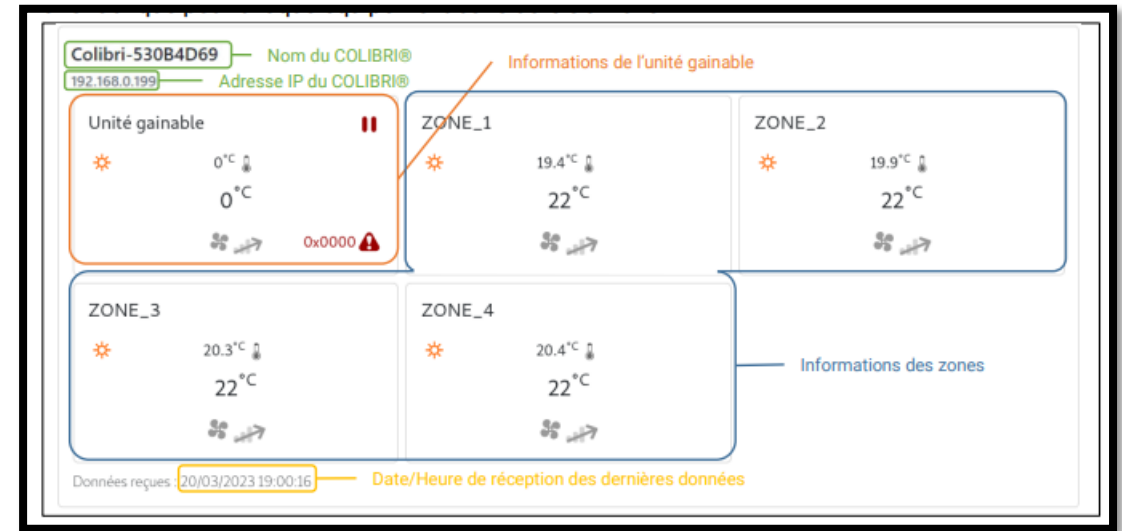 Colibri-530B4D69 Nom du COLIBRI®
192.168.0.199 Adresse IP du COLIBRI®
Informations de l'unité gainable
Unité gainable
0°C
0°C
0x0000
ZONE_1
19.4°C
22°C
ZONE_2
19.9°C
22°C
ZONE_3
20.3°C
22°C
ZONE_4
20.4°C
22°C
Informations des zones
Données reçues : 20/03/2023 19:00:16 Date/Heure de réception des dernières données